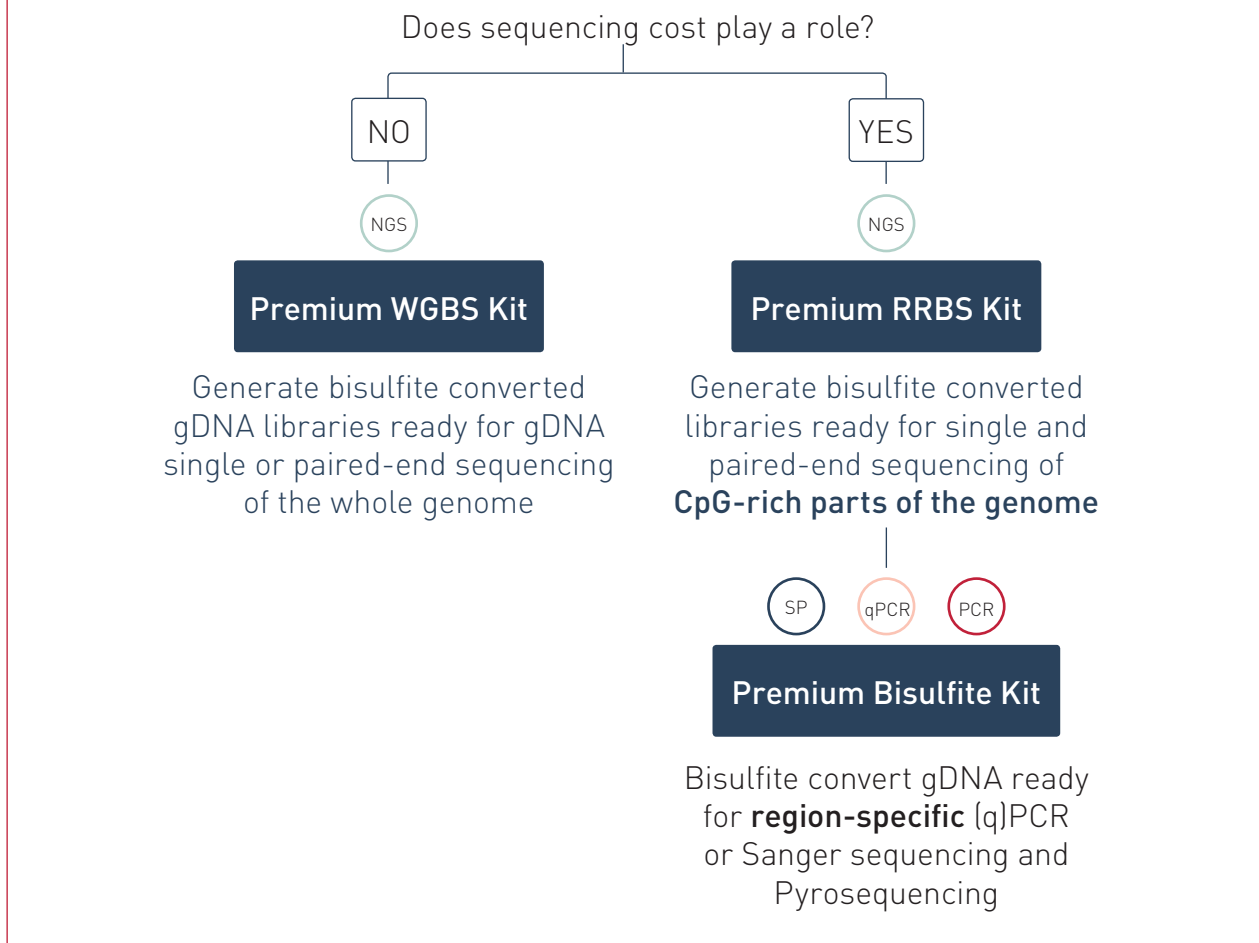 Does sequencing cost play a role?
NO
YES
NGS
NGS
Premium WGBS Kit
Premium RRBS Kit
Generate bisulfite converted
gDNA libraries ready for gDNA
single or paired-end sequencing
of the whole genome
Generate bisulfite converted
libraries ready for single and
paired-end sequencing of
CpG-rich parts of the genome
SP
qPCR
PCR
Premium Bisulfite Kit
Bisulfite convert gDNA ready
for region-specific (q)PCR
or Sanger sequencing and
Pyrosequencing